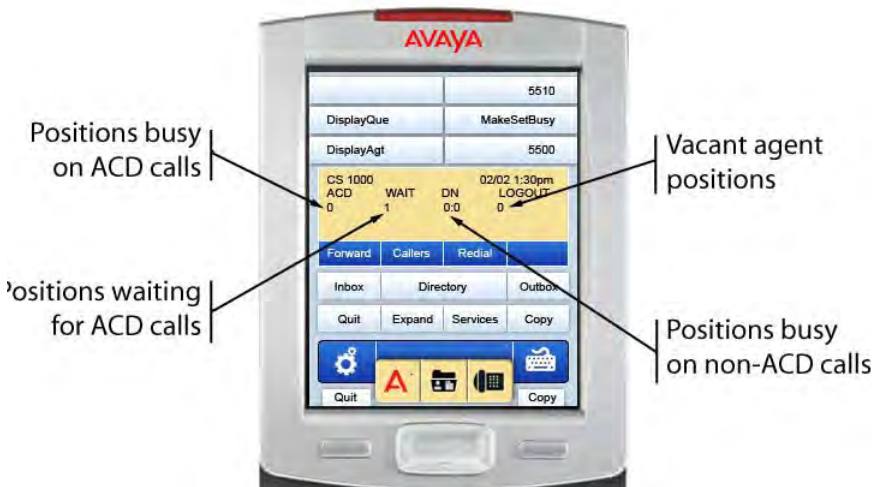 AVAYA
5510
DisplayQue MakeSetBusy
DisplayAgt 5500
CS 1000 02/02 1:30pm
ACD WAIT DN LOGOUT
0 1 0:0 0
Forward Callers Redial
Inbox Directory Outbox
Quit Expand Services Copy
A
Quit Copy
Positions busy
on ACD calls
Positions waiting
for ACD calls
Vacant agent
positions
Positions busy
on non-ACD calls